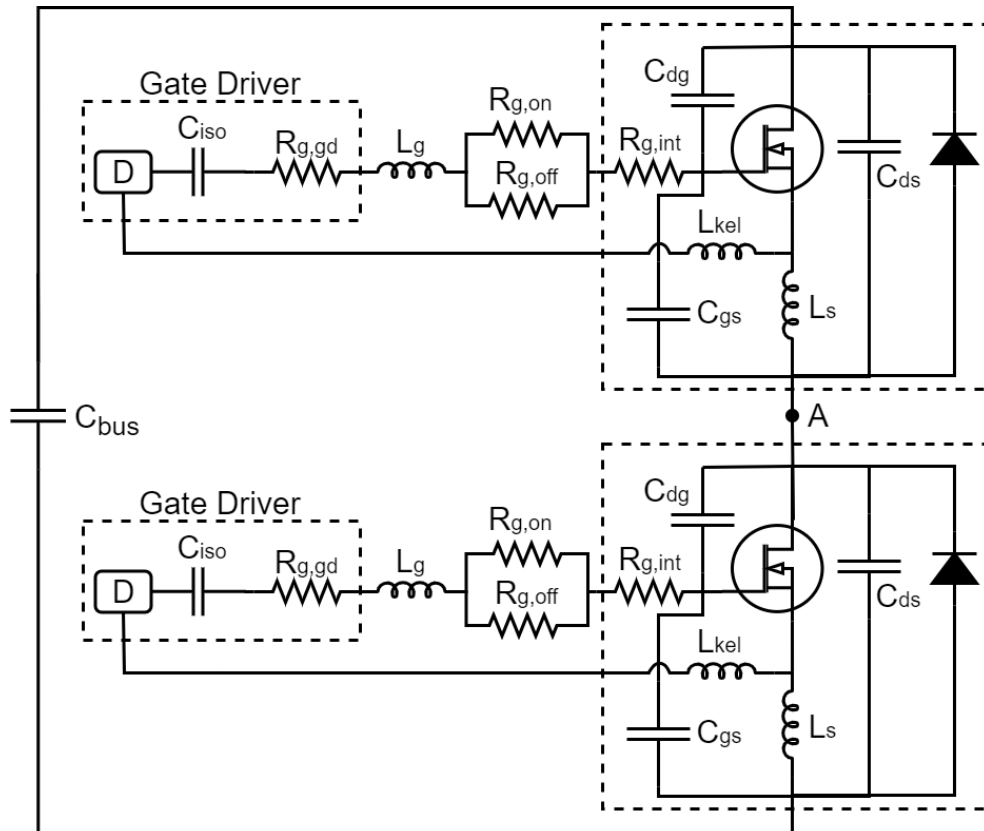 Gate Driver
D
Ciso
Rg,gd
Lg
Rg,on
Rg,off
Rg,int
Cdg
Cds
Lkel
Cgs
Ls
A
Cbus
Gate Driver
D
Ciso
Rg,gd
Lg
Rg,on
Rg,off
Rg,int
Cdg
Cds
Lkel
Cgs
Ls